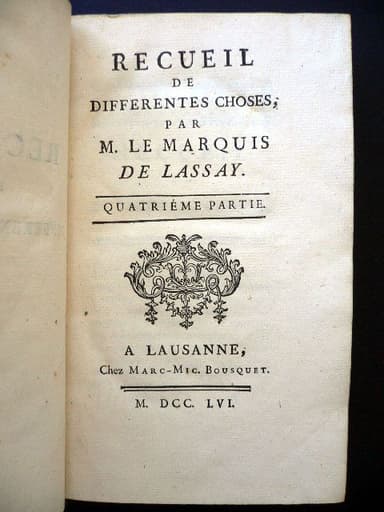 RECUEIL
DE
DIFFERENTES CHOSES,
PAR
M. LE MARQUIS
DE LASSAY.
QUATRIÉME PARTIE.
A LAUSANNE,
Chez MARC-MIC. BOUSQUET.
M. DCC. LVI.